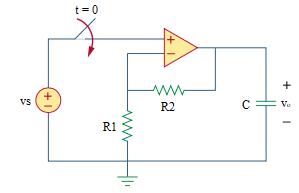 t = 0
+
R2
+
vs
+
−
C
vₒ
R1
−